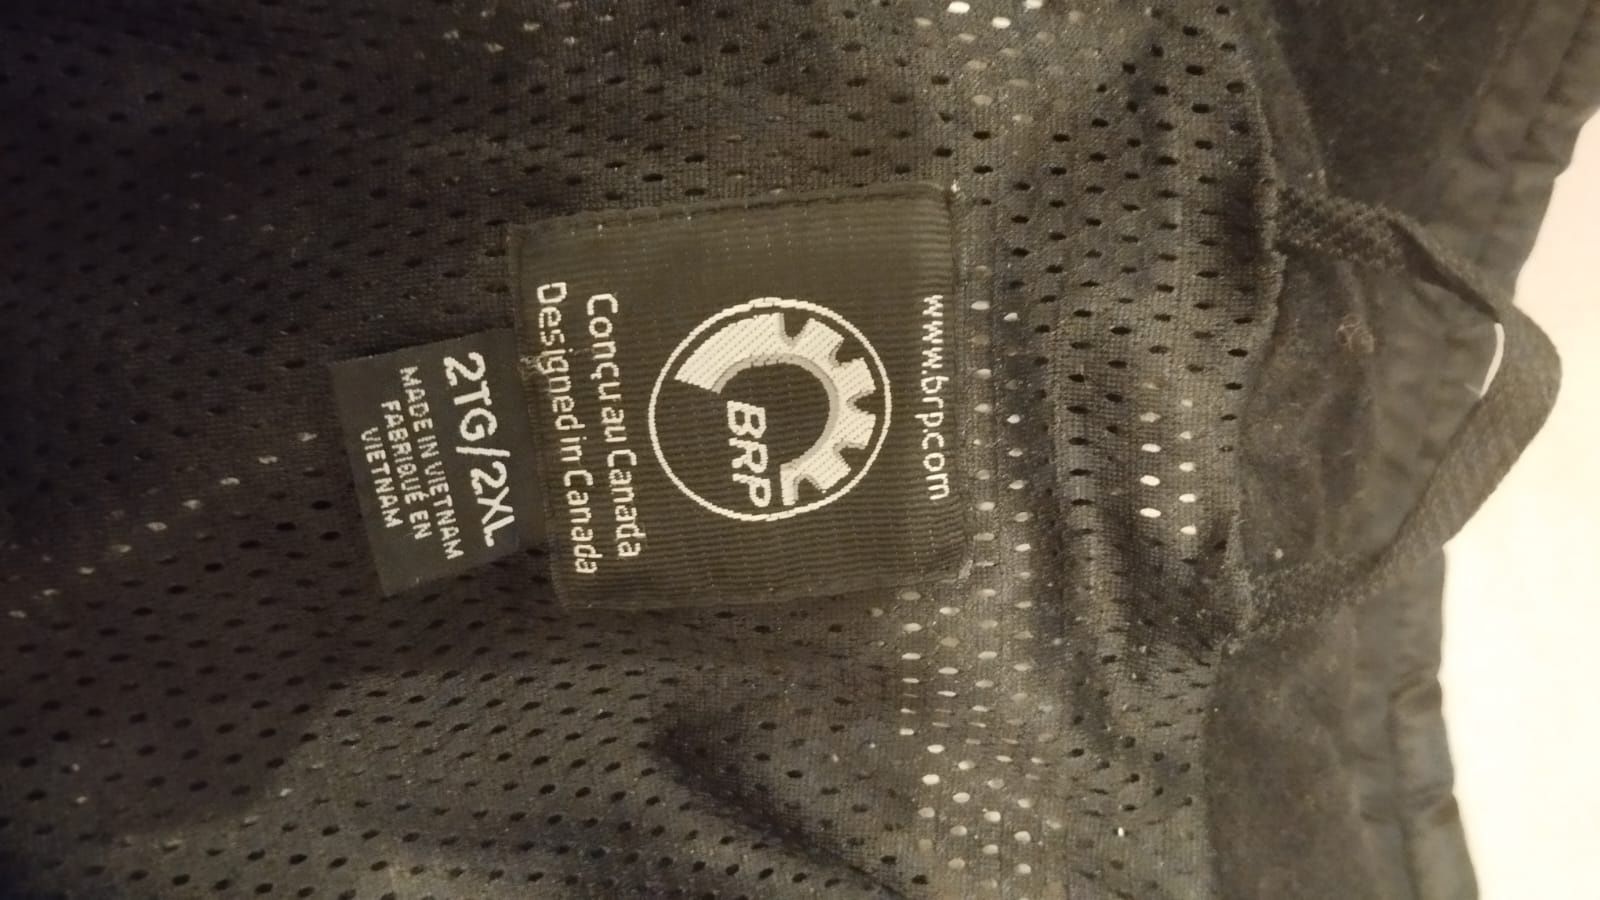 www.brp.com
BRP
Conçu au Canada
Designed in Canada
2TG/2XL
MADE IN VIETNAM
FABRIQUÉ EN
VIETNAM